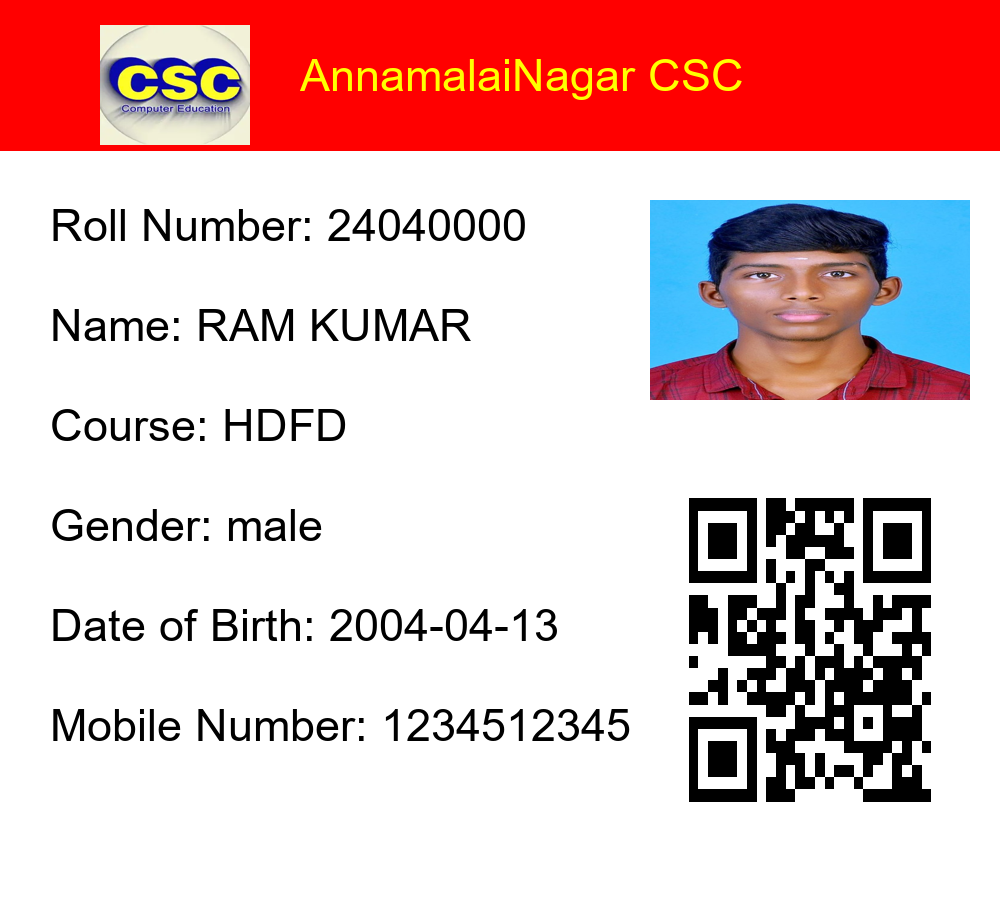 CSC
Computer Education
AnnamalaiNagar CSC
Roll Number: 24040000
Name: RAM KUMAR
Course: HDFD
Gender: male
Date of Birth: 2004-04-13
Mobile Number: 1234512345